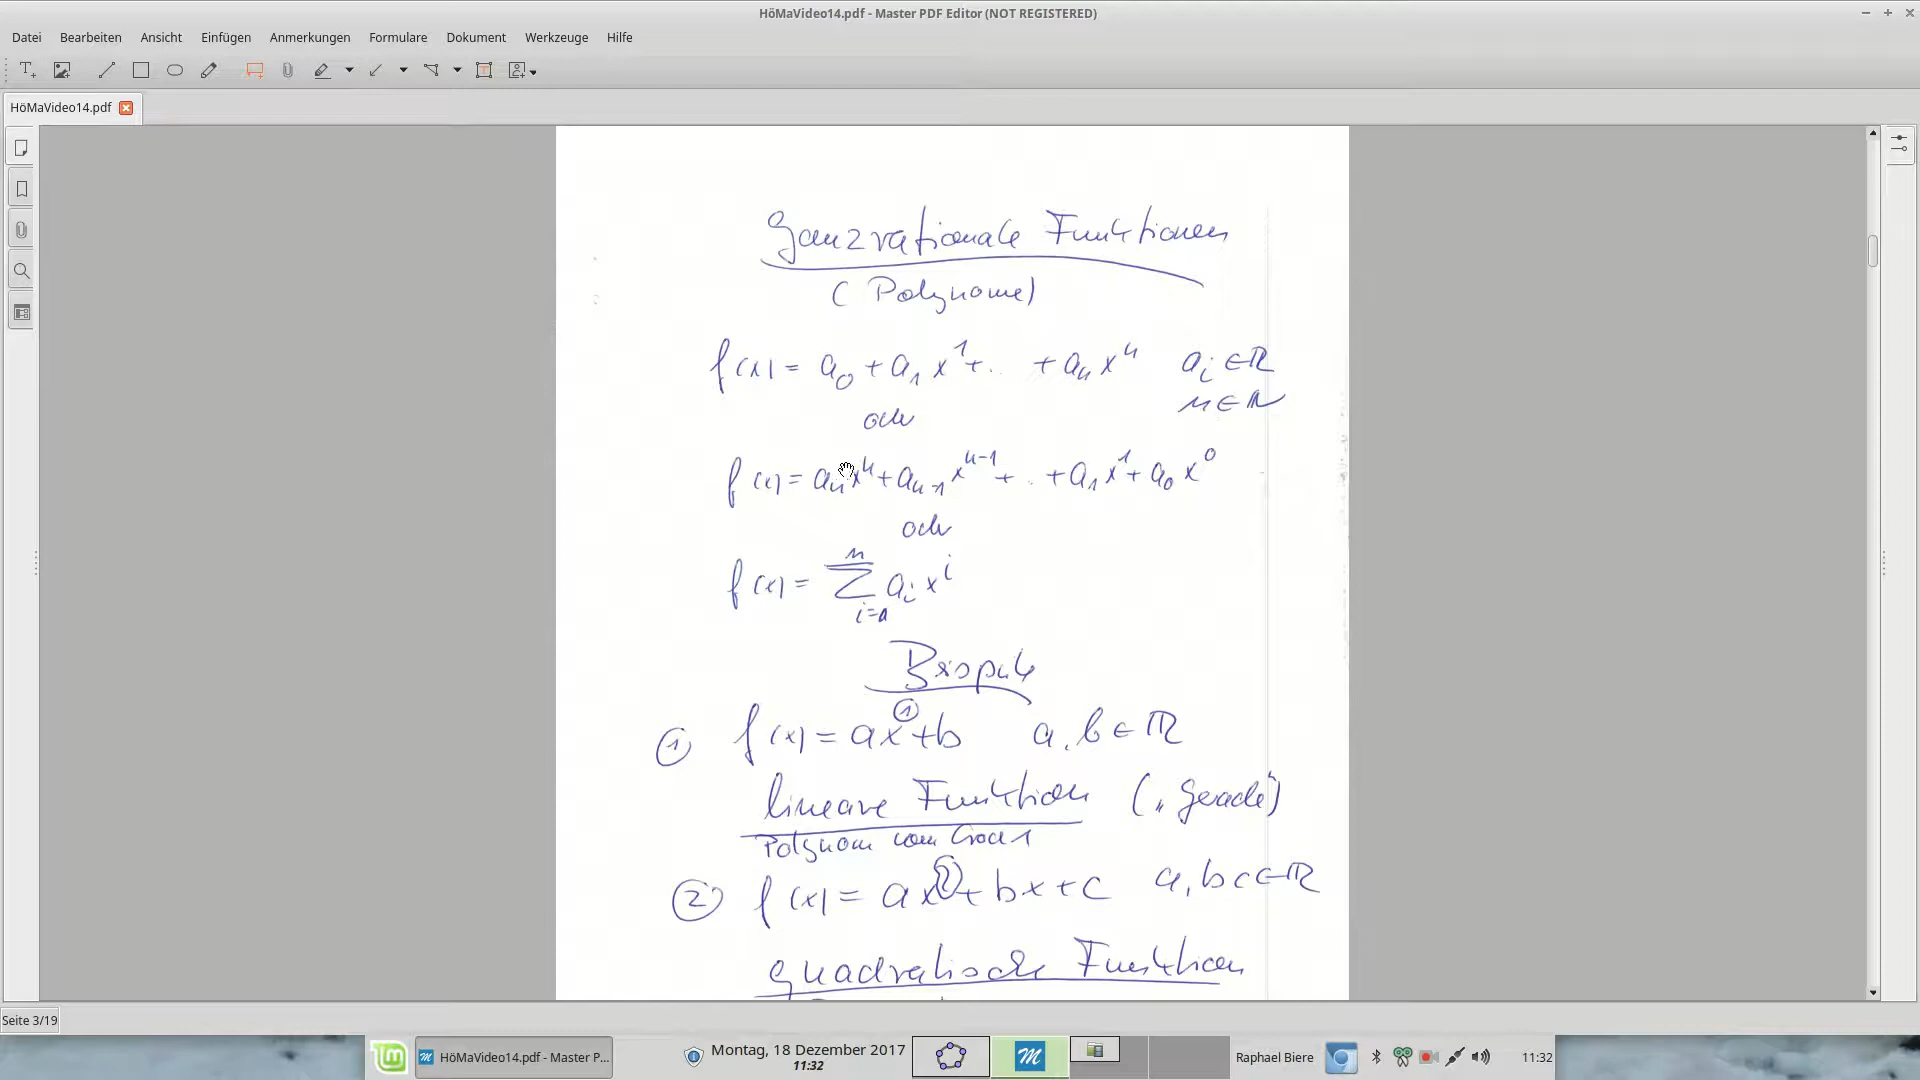 HöMaVideo14.pdf - Master PDF Editor (NOT REGISTERED)
Datei Bearbeiten Ansicht Einfügen Anmerkungen Formulare Dokument Werkzeuge Hilfe
HöMaVideo14.pdf
Ganzrationale Funktionen
(Polynome)
f(x) = a₀ + a₁x¹ + .. + aₙxⁿ aᵢ ∈ ℝ
n ∈ ℕ
oder
f(x) = aₙxⁿ + aₙ₋₁xⁿ⁻¹ + .. + a₁x¹ + a₀x⁰
oder
n
f(x) = ∑ aᵢxⁱ
i=0
Beispiele
① f(x) = ax^① + b a, b ∈ ℝ
lineare Funktion („Gerade“)
Polynom vom Grad 1
② f(x) = ax^② + bx + c a, b c ∈ ℝ
quadratische Funktion
Seite 3/19
HöMaVideo14.pdf - Master P...
Montag, 18 Dezember 2017
11:32
Raphael Biere
11:32